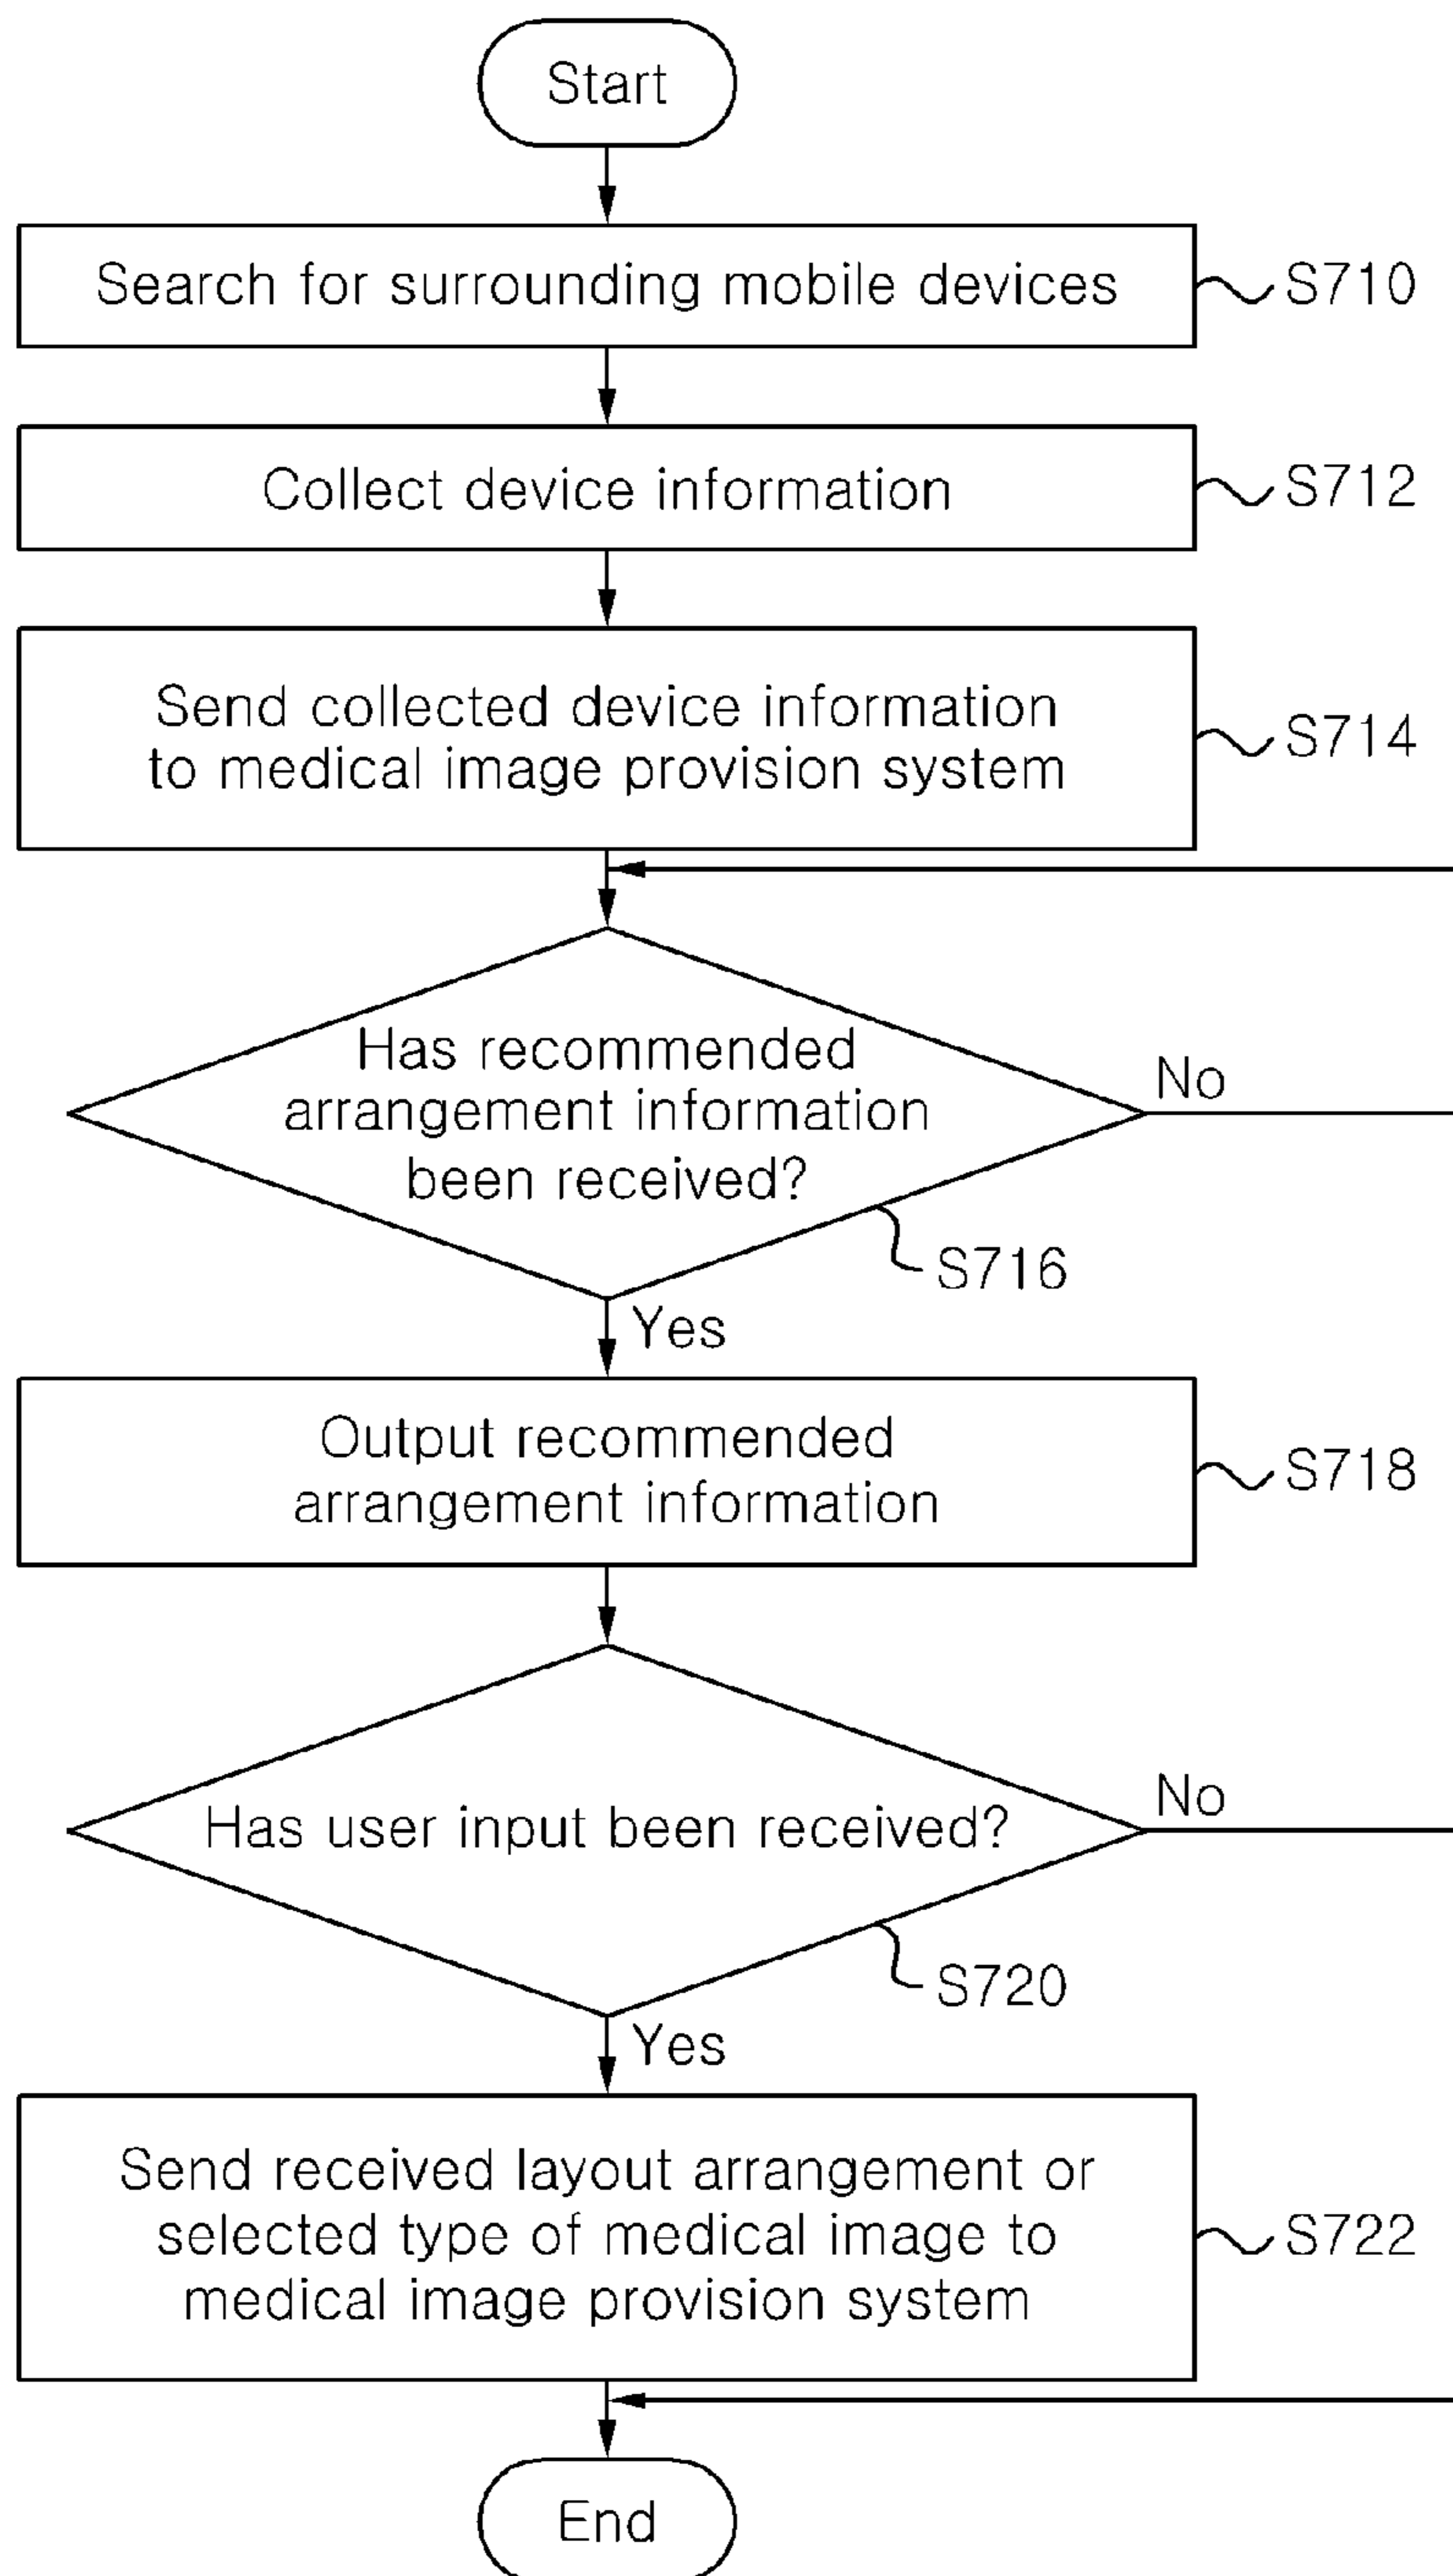 Start
Search for surrounding mobile devices
S710
Collect device information
S712
Send collected device information
to medical image provision system
S714
Has recommended
arrangement information
been received?
No
S716
Yes
Output recommended
arrangement information
S718
Has user input been received?
No
S720
Yes
Send received layout arrangement or
selected type of medical image to
medical image provision system
S722
End